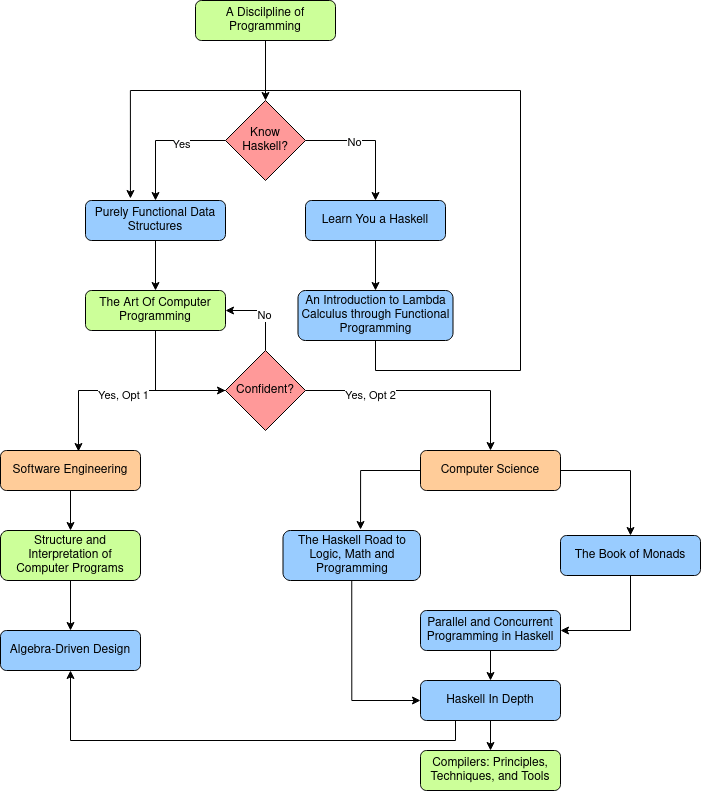 A Discilpline of
Programming
Know
Haskell?
Yes
No
Purely Functional Data
Structures
Learn You a Haskell
The Art Of Computer
Programming
An Introduction to Lambda
Calculus through Functional
Programming
No
Confident?
Yes, Opt 1
Yes, Opt 2
Software Engineering
Computer Science
Structure and
Interpretation of
Computer Programs
The Haskell Road to
Logic, Math and
Programming
The Book of Monads
Algebra-Driven Design
Parallel and Concurrent
Programming in Haskell
Haskell In Depth
Compilers: Principles,
Techniques, and Tools